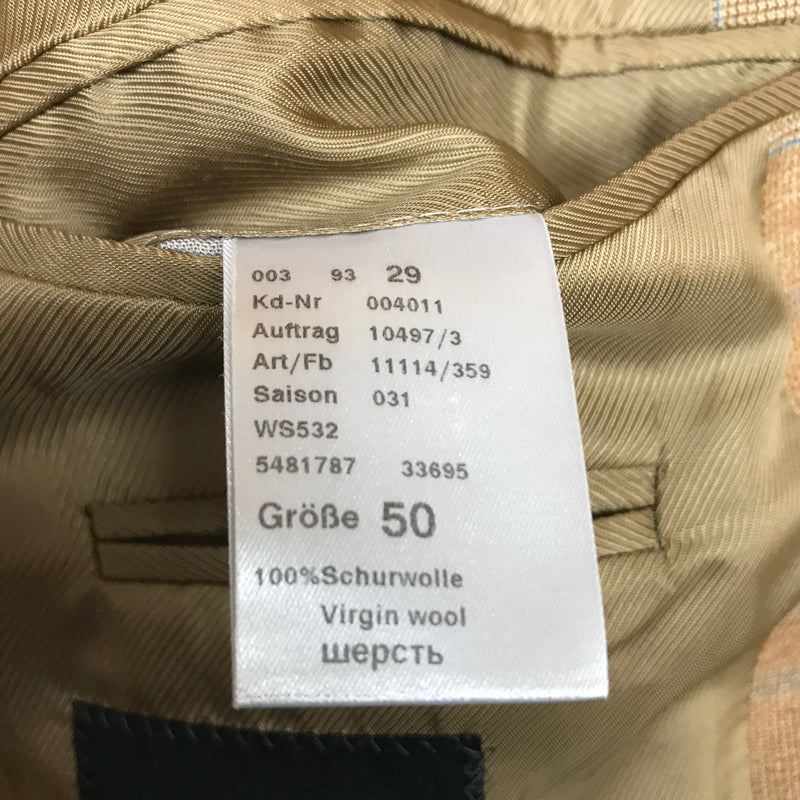 003 93 29
Kd-Nr 004011
Auftrag 10497/3
Art/Fb 11114/359
Saison 031
WS532
5481787 33695
Größe 50
100%Schurwolle
Virgin wool
шерсть